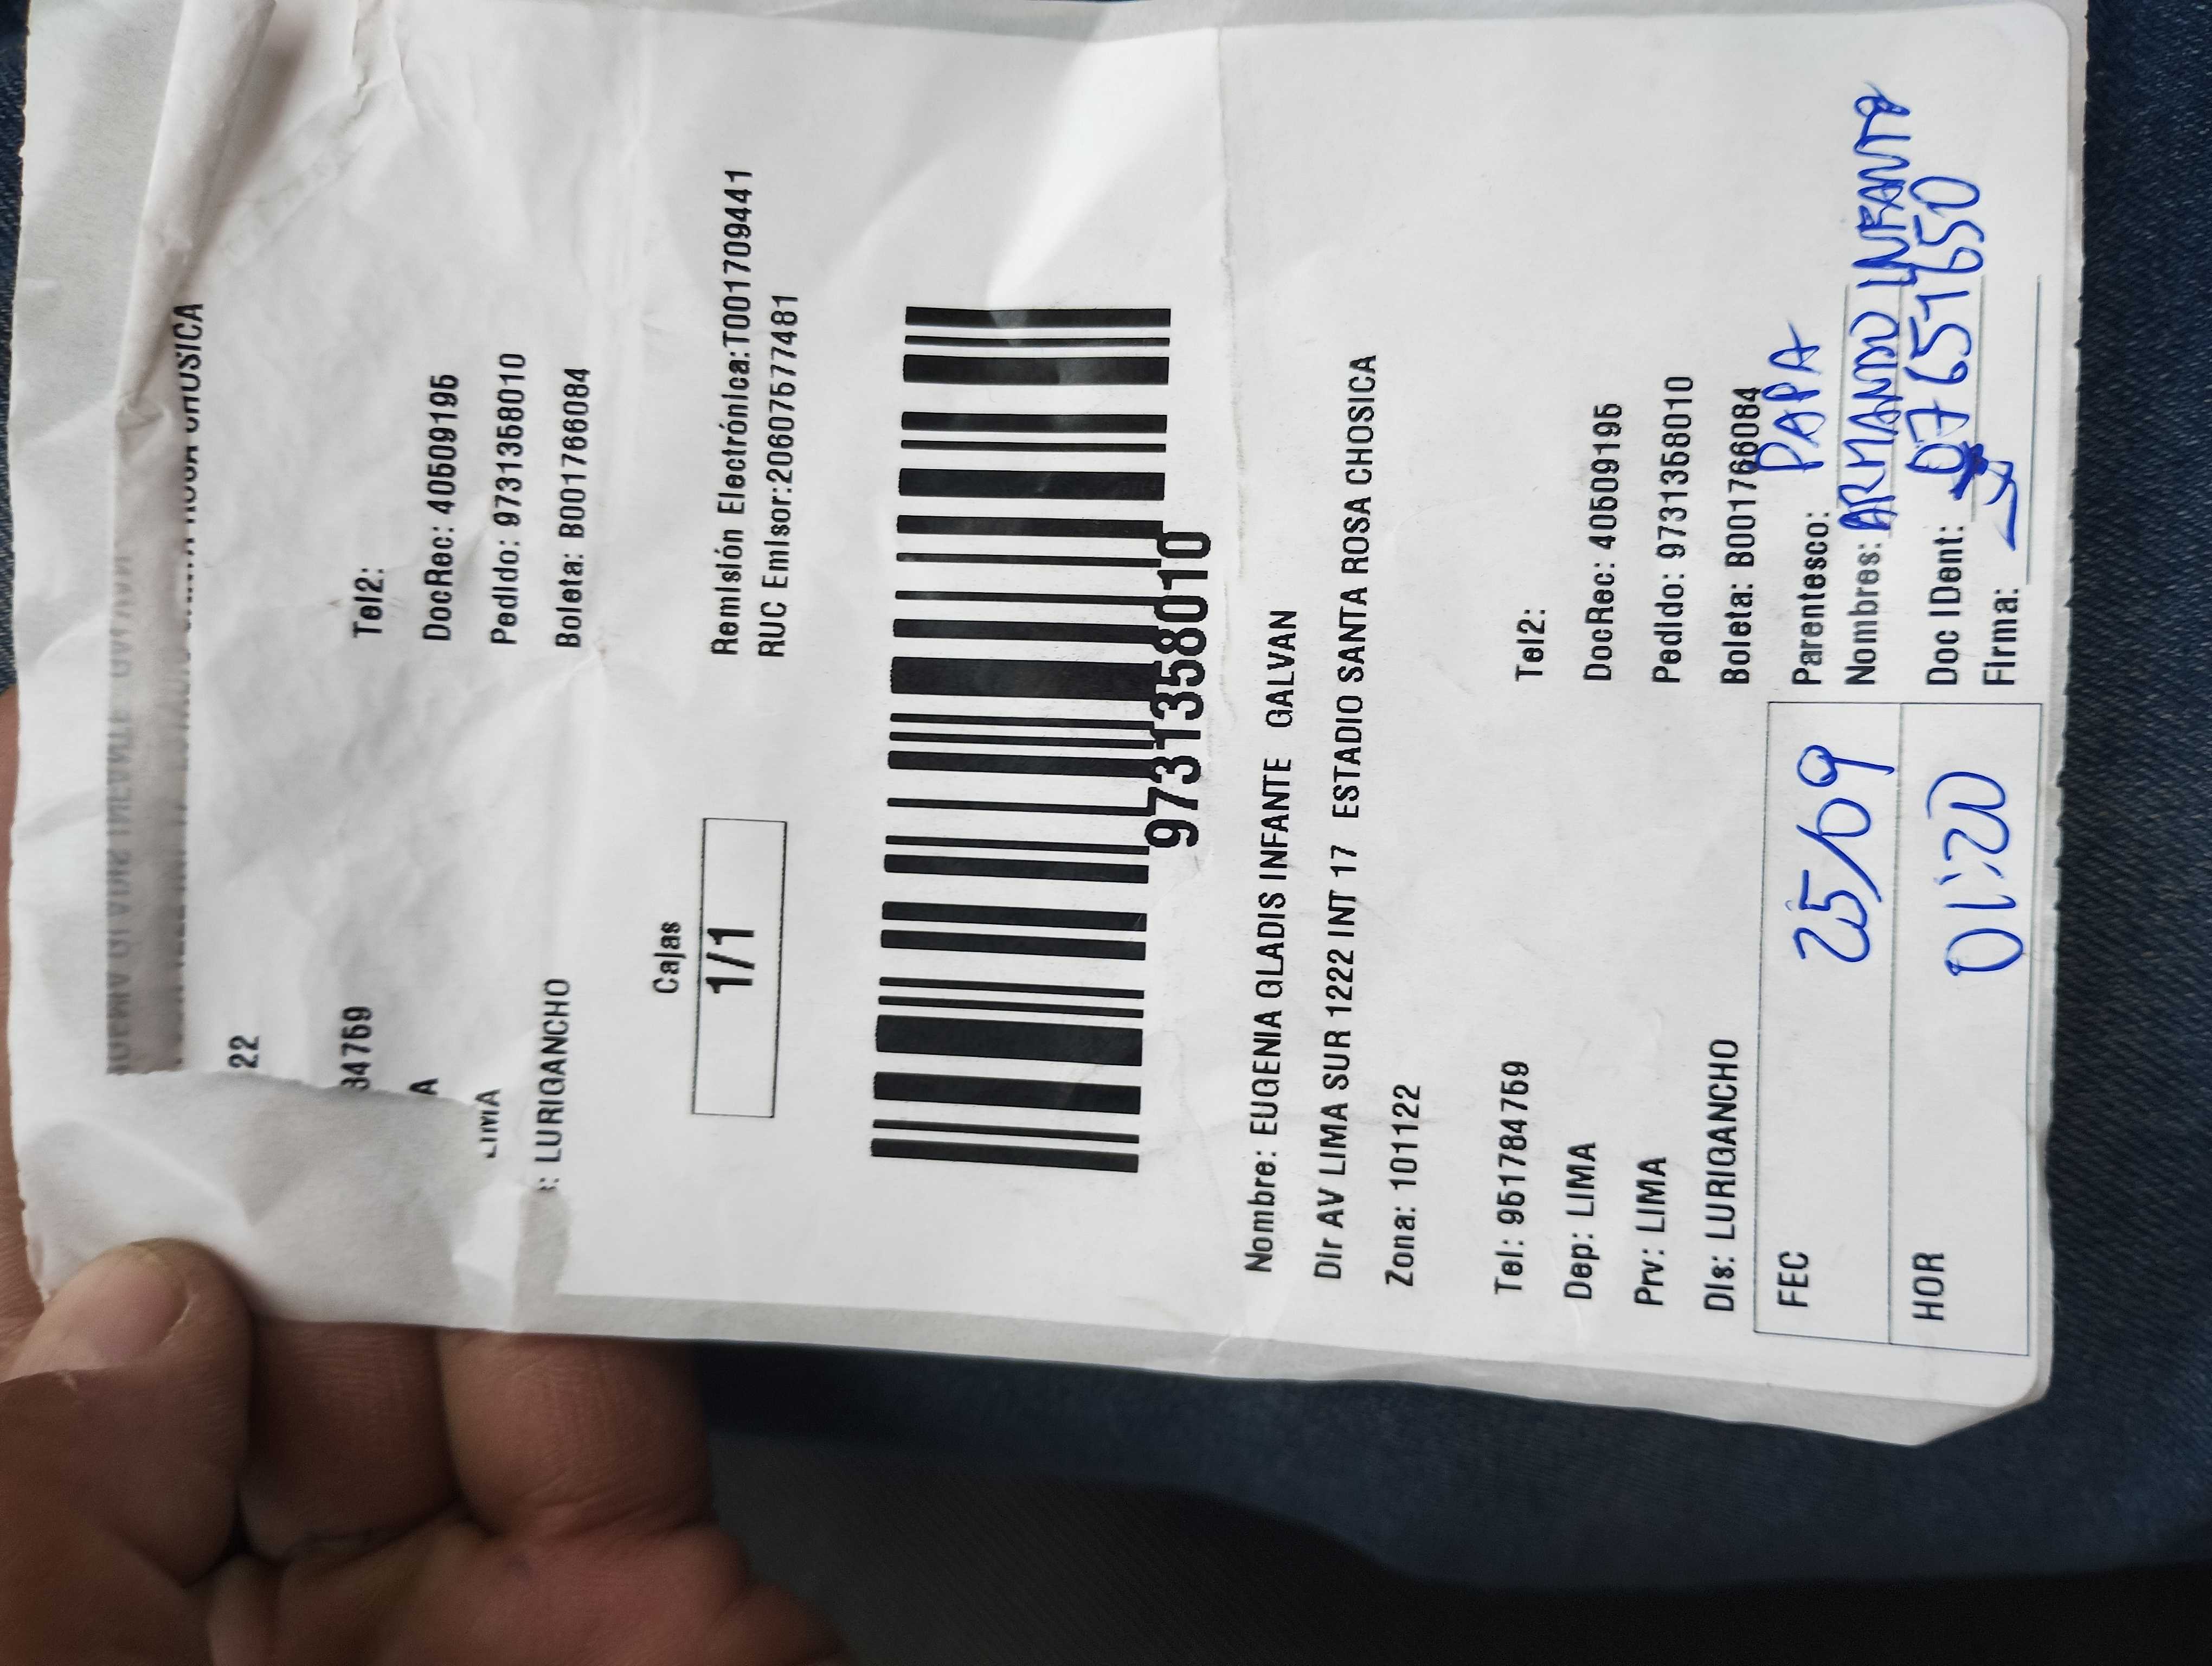 ROSA CHOSICA
22
Tel2:
34759
DocRec: 40509195
A
Pedido: 9731358010
LIMA
Boleta: B001766084
: LURIGANCHO
Cajas
1/1
Remisión Electrónica:T001709441
RUC Emisor:20607577481
9731358010
Nombre: EUGENIA GLADIS INFANTE GALVAN
Dir AV LIMA SUR 1222 INT 17 ESTADIO SANTA ROSA CHOSICA
Zona: 101122
Tel: 951784759 Tel2:
Dep: LIMA DocRec: 40509195
Prv: LIMA Pedido: 9731358010
Dis: LURIGANCHO Boleta: B001766084
FEC 25/09 Parentesco: PAPA
Nombres: ARMANDO INFANTE
HOR 01:20 Doc IDent: 07651650
Firma: